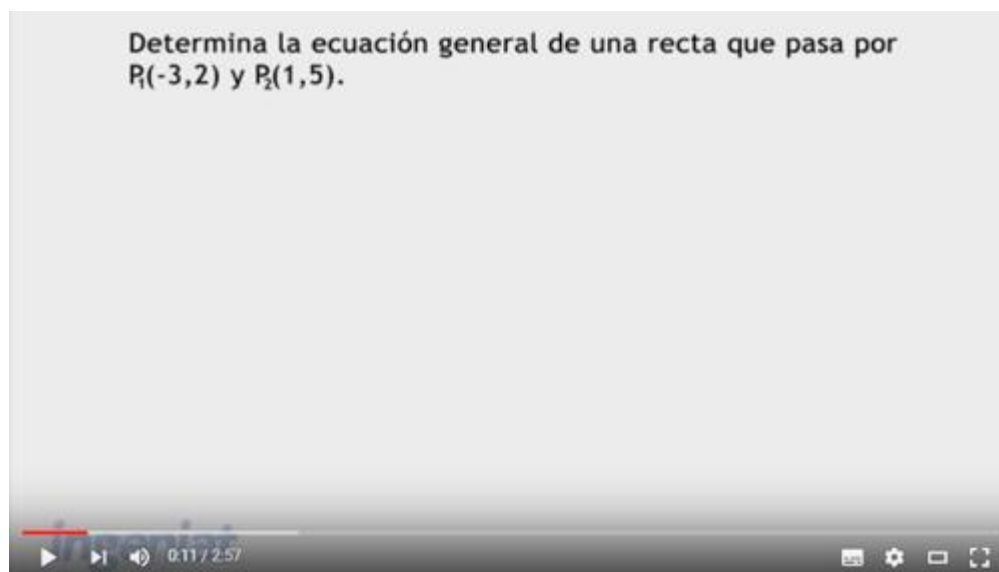 Determina la ecuación general de una recta que pasa por
P₁(-3,2) y P₂(1,5).
0:11 / 2:57